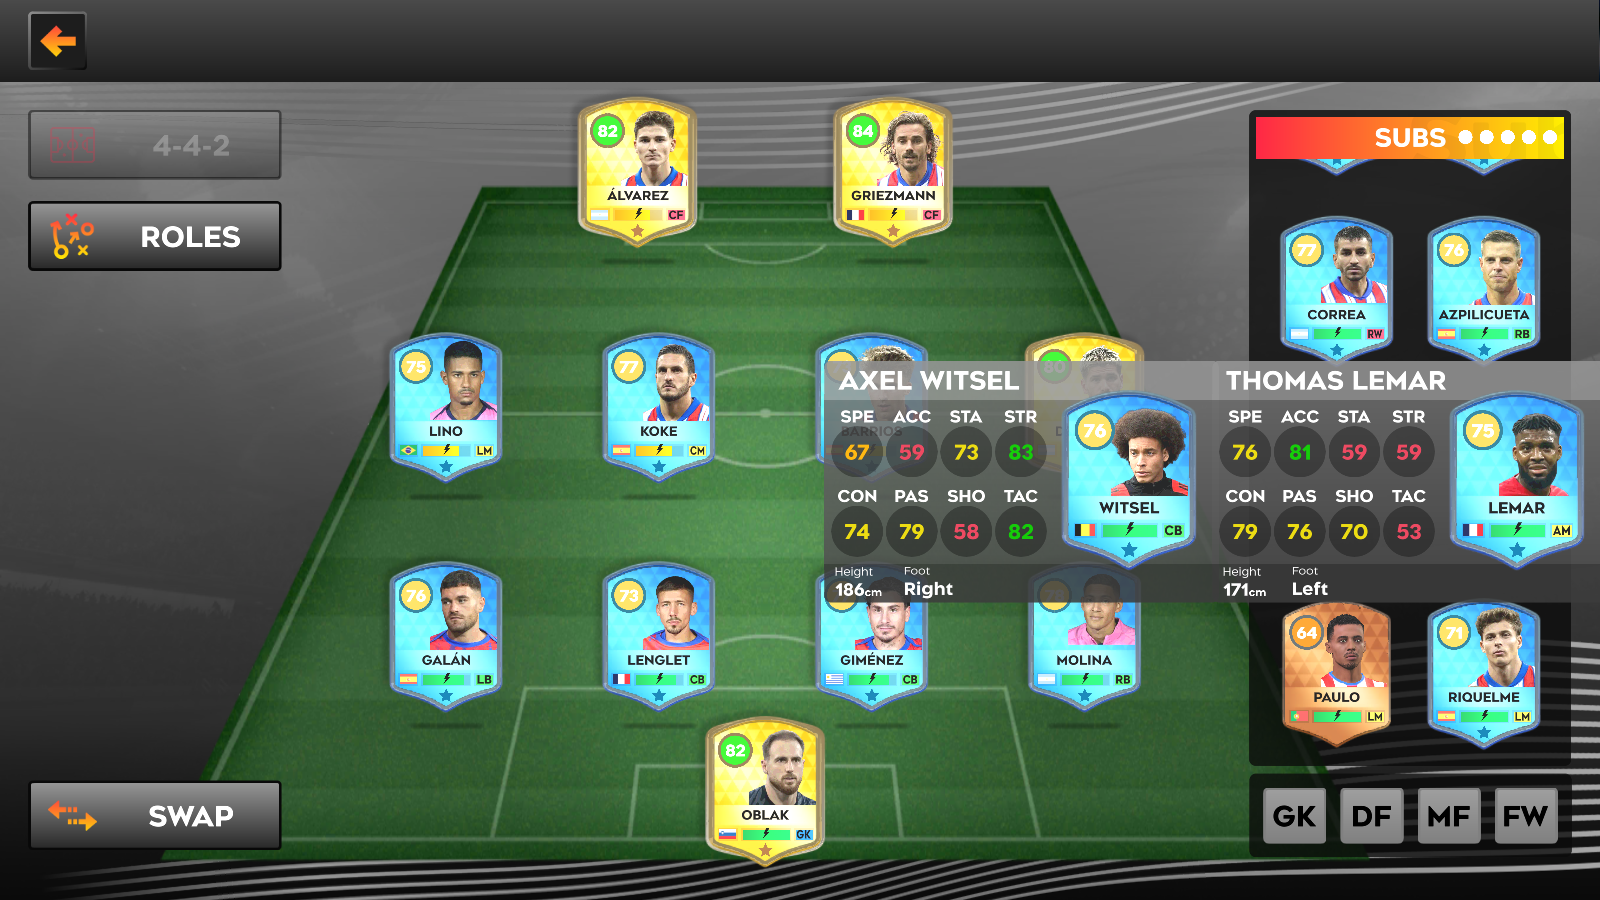 4-4-2
ROLES
SWAP
82
ÁLVAREZ
CF
84
GRIEZMANN
CF
75
LINO
LM
77
KOKE
CM
BARRIOS
80
76
GALÁN
LB
73
LENGLET
CB
GIMÉNEZ
CB
MOLINA
RB
82
OBLAK
GK
SUBS
77
CORREA
RW
76
AZPILICUETA
RB
AXEL WITSEL
SPE ACC STA STR
67 59 73 83
CON PAS SHO TAC
74 79 58 82
Height Foot
186cm Right
76
WITSEL
CB
THOMAS LEMAR
SPE ACC STA STR
76 81 59 59
CON PAS SHO TAC
79 76 70 53
Height Foot
171cm Left
75
LEMAR
AM
64
PAULO
LM
71
RIQUELME
LM
GK DF MF FW